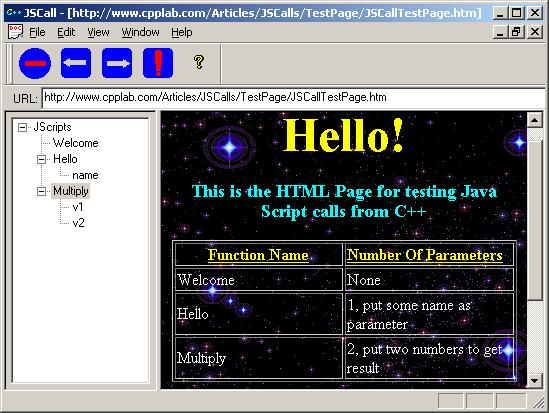 JSCall - [http://www.cpplab.com/Articles/JSCalls/TestPage/JSCallTestPage.htm]
File Edit View Window Help
URL: http://www.cpplab.com/Articles/JSCalls/TestPage/JSCallTestPage.htm
JScripts
Welcome
Hello
name
Multiply
v1
v2
Hello!
This is the HTML Page for testing Java
Script calls from C++
Function Name Number Of Parameters
Welcome None
Hello 1, put some name as
parameter
Multiply 2, put two numbers to get
result